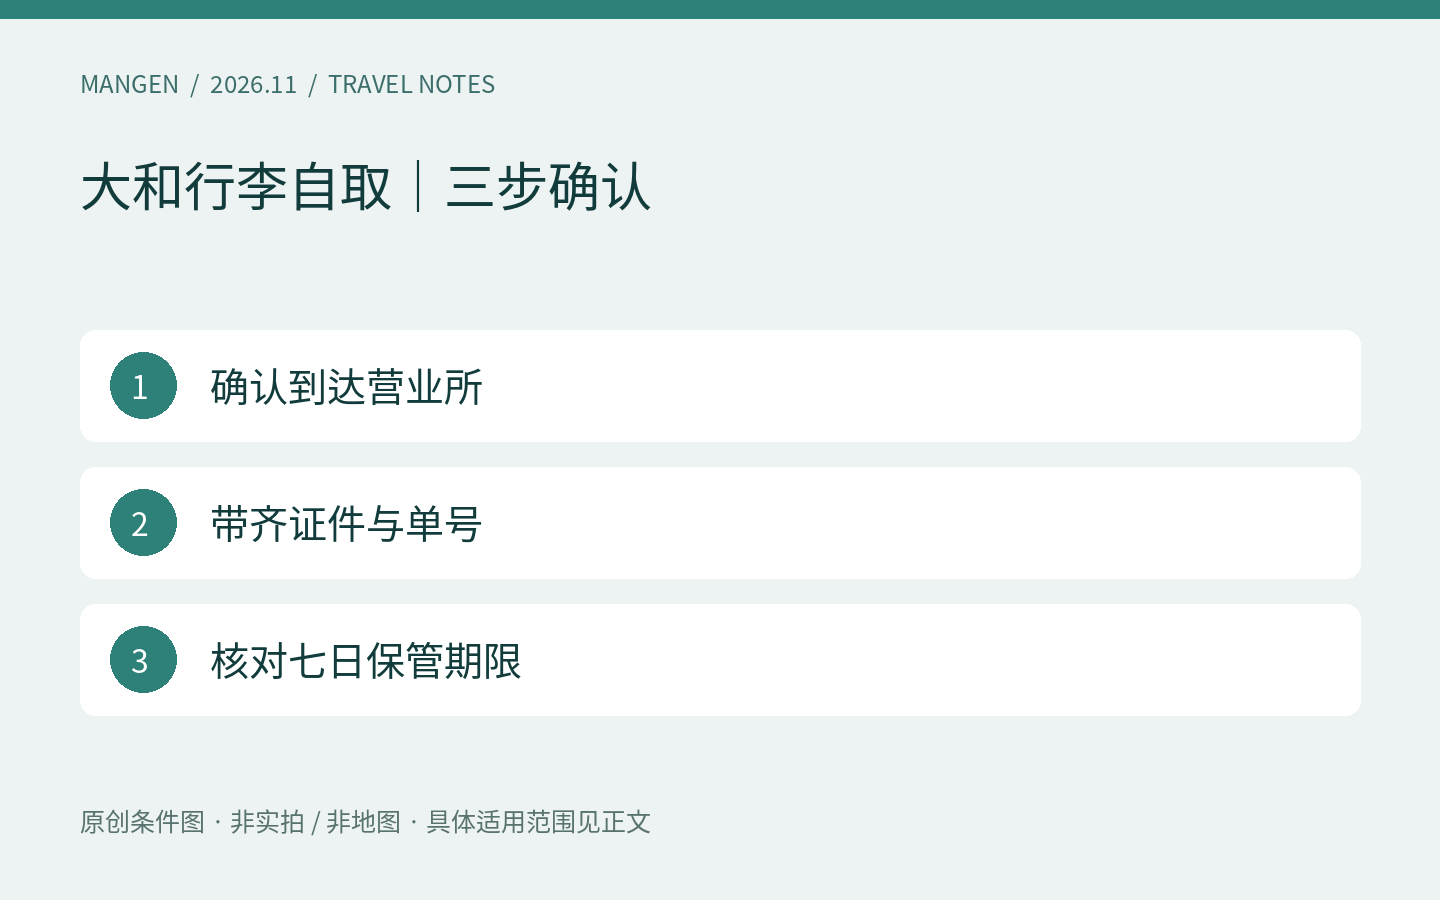 MANGEN / 2026.11 / TRAVEL NOTES
大和行李自取｜三步确认
1 确认到达营业所
2 带齐证件与单号
3 核对七日保管期限
原创条件图 · 非实拍 / 非地图 · 具体适用范围见正文